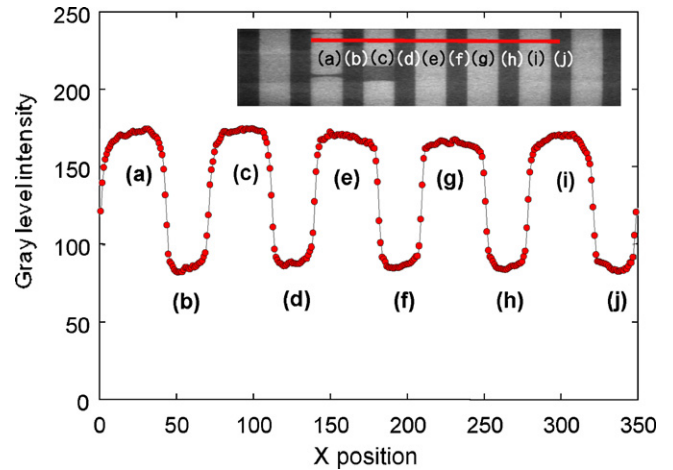 250
200
150
100
50
0
Gray level intensity
(a) (b) (c) (d) (e) (f) (g) (h) (i) (j)
(a) (c) (e) (g) (i)
(b) (d) (f) (h) (j)
0 50 100 150 200 250 300 350
X position